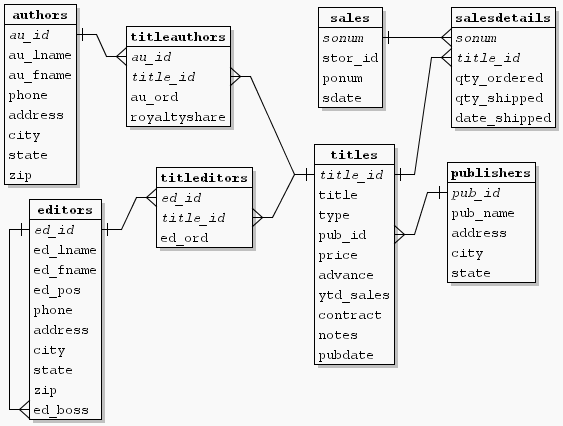 authors
au_id
au_lname
au_fname
phone
address
city
state
zip
titleauthors
au_id
title_id
au_ord
royaltyshare
sales
sonum
stor_id
ponum
sdate
salesdetails
sonum
title_id
qty_ordered
qty_shipped
date_shipped
editors
ed_id
ed_lname
ed_fname
ed_pos
phone
address
city
state
zip
ed_boss
titleditors
ed_id
title_id
ed_ord
titles
title_id
title
type
pub_id
price
advance
ytd_sales
contract
notes
pubdate
publishers
pub_id
pub_name
address
city
state